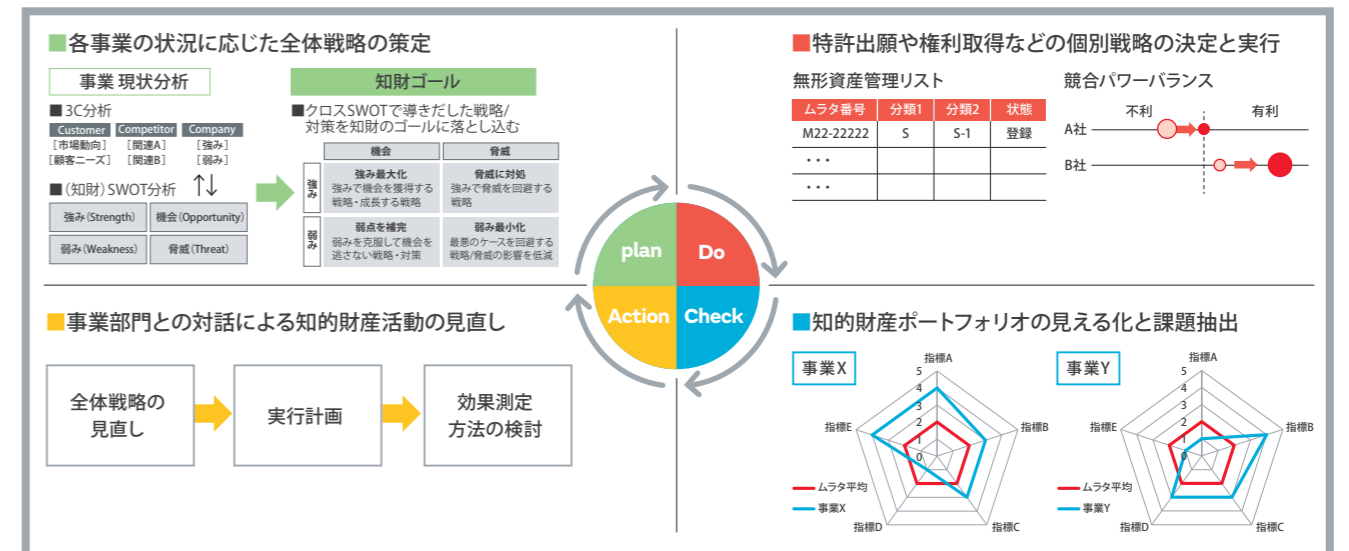 ■各事業の状況に応じた全体戦略の策定
事業 現状分析
■3C分析
Customer Competitor Company
［市場動向］ ［関連A］ ［強み］
［顧客ニーズ］ ［関連B］ ［弱み］
■（知財）SWOT分析
強み（Strength） 機会（Opportunity）
弱み（Weakness） 脅威（Threat）
知財ゴール
■クロスSWOTで導きだした戦略/
対策を知財のゴールに落とし込む
機会 脅威
強み
強み最大化
強みで機会を獲得する
戦略・成長する戦略
脅威に対処
強みで脅威を回避する
戦略
弱み
弱点を補完
弱みを克服して機会を
逃さない戦略・対策
弱み最小化
最悪のケースを回避する
戦略/脅威の影響を低減
■特許出願や権利取得などの個別戦略の決定と実行
無形資産管理リスト
ムラタ番号 分類1 分類2 状態
M22-22222 S S-1 登録
・・・
・・・
競合パワーバランス
不利 有利
A社
B社
plan Do
Action Check
■事業部門との対話による知的財産活動の見直し
全体戦略の
見直し
実行計画
効果測定
方法の検討
■知的財産ポートフォリオの見える化と課題抽出
事業X
指標A
5
4
3
2
1
0
指標E 指標B
指標D 指標C
ムラタ平均
事業X
事業Y
指標A
5
4
3
2
1
0
指標E 指標B
指標D 指標C
ムラタ平均
事業Y